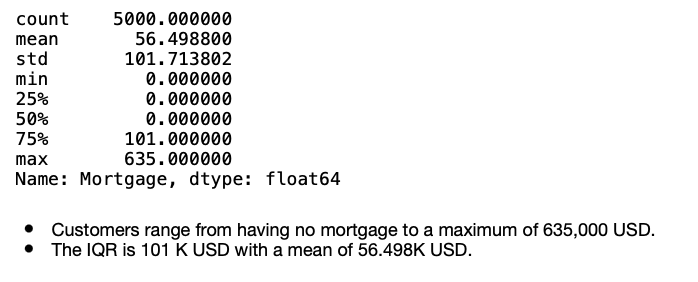 count    5000.000000
mean       56.498800
std       101.713802
min         0.000000
25%         0.000000
50%         0.000000
75%       101.000000
max       635.000000
Name: Mortgage, dtype: float64
• Customers range from having no mortgage to a maximum of 635,000 USD.
• The IQR is 101 K USD with a mean of 56.498K USD.